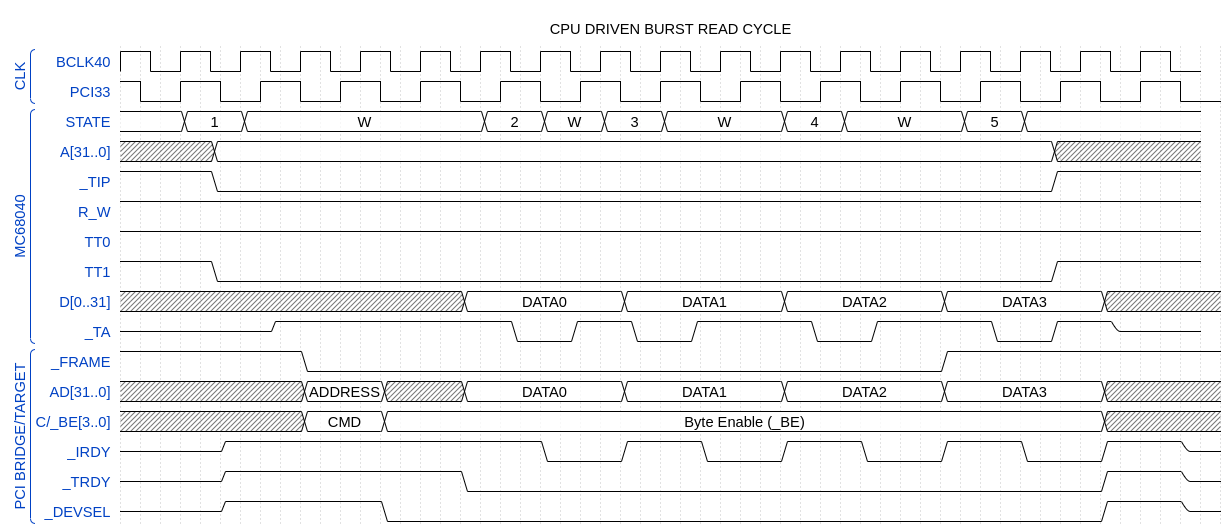 CPU DRIVEN BURST READ CYCLE
CLK
BCLK40
PCI33
MC68040
STATE 1 W 2 W 3 W 4 W 5
A[31..0]
_TIP
R_W
TT0
TT1
D[0..31] DATA0 DATA1 DATA2 DATA3
_TA
PCI BRIDGE/TARGET
_FRAME
AD[31..0] ADDRESS DATA0 DATA1 DATA2 DATA3
C/_BE[3..0] CMD Byte Enable (_BE)
_IRDY
_TRDY
_DEVSEL